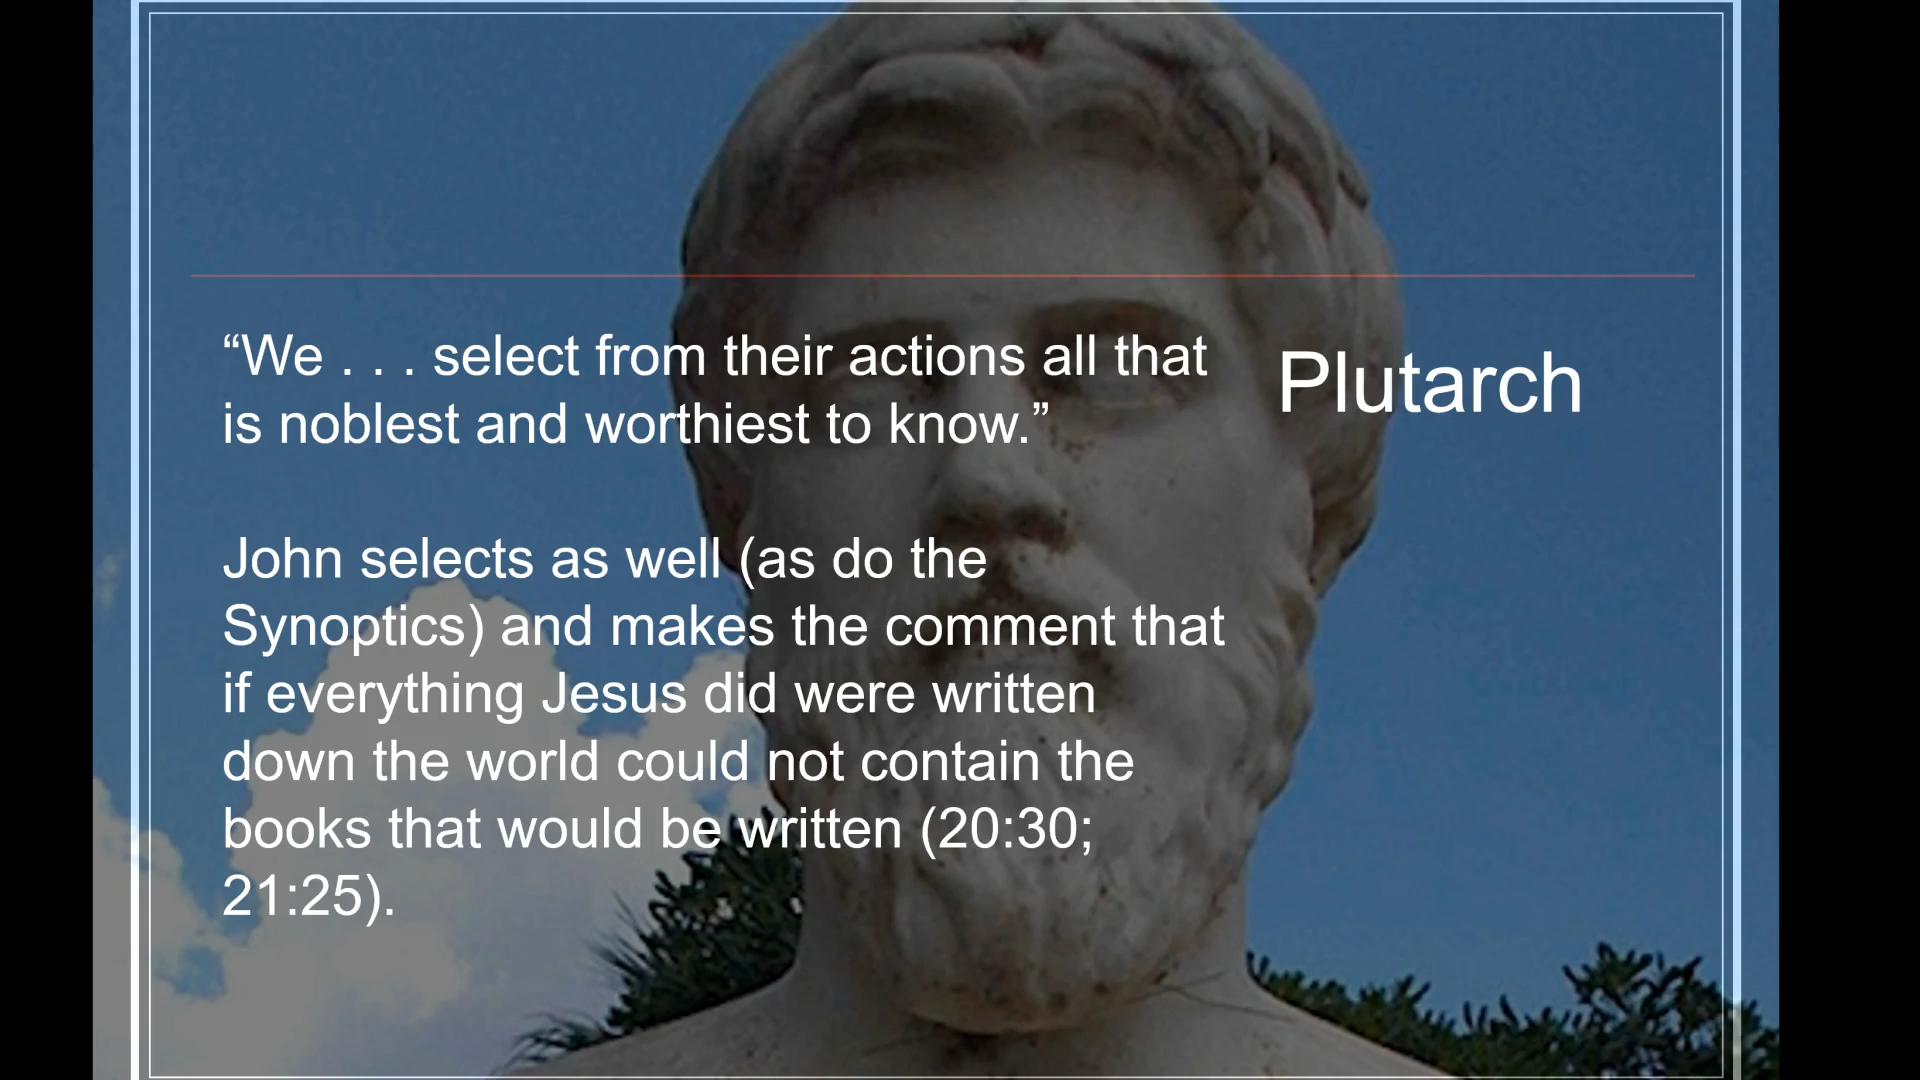 “We . . . select from their actions all that
is noblest and worthiest to know.”
Plutarch
John selects as well (as do the
Synoptics) and makes the comment that
if everything Jesus did were written
down the world could not contain the
books that would be written (20:30;
21:25).